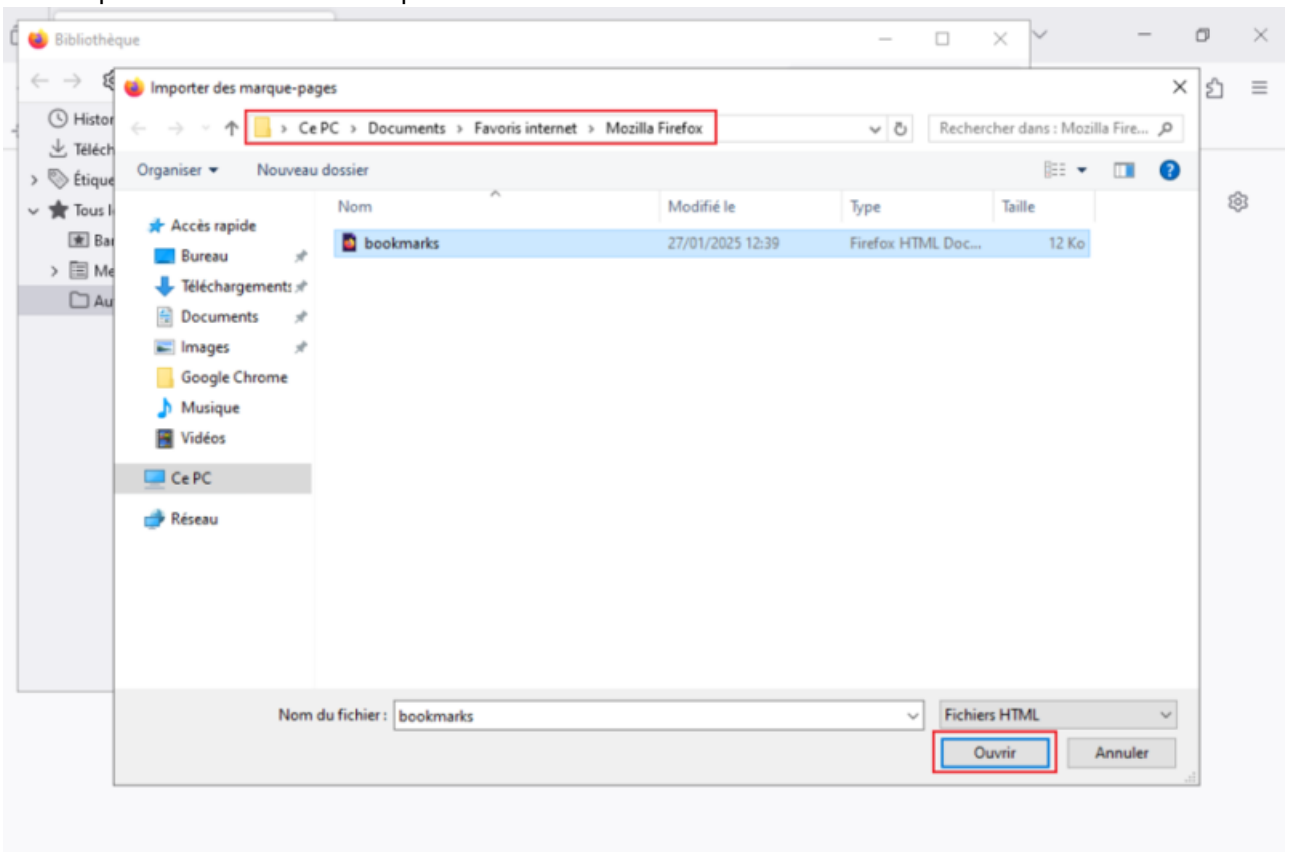 Bibliothèque
Importer des marque-pages
Histor
Ce PC > Documents > Favoris internet > Mozilla Firefox
Rechercher dans : Mozilla Fire...
Téléch
Organiser
Nouveau dossier
Étique
Nom
Modifié le
Type
Taille
Tous l
Accès rapide
bookmarks
27/01/2025 12:39
Firefox HTML Doc...
12 Ko
Bar
Bureau
Me
Téléchargements
Au
Documents
Images
Google Chrome
Musique
Vidéos
Ce PC
Réseau
Nom du fichier :
bookmarks
Fichiers HTML
Ouvrir
Annuler